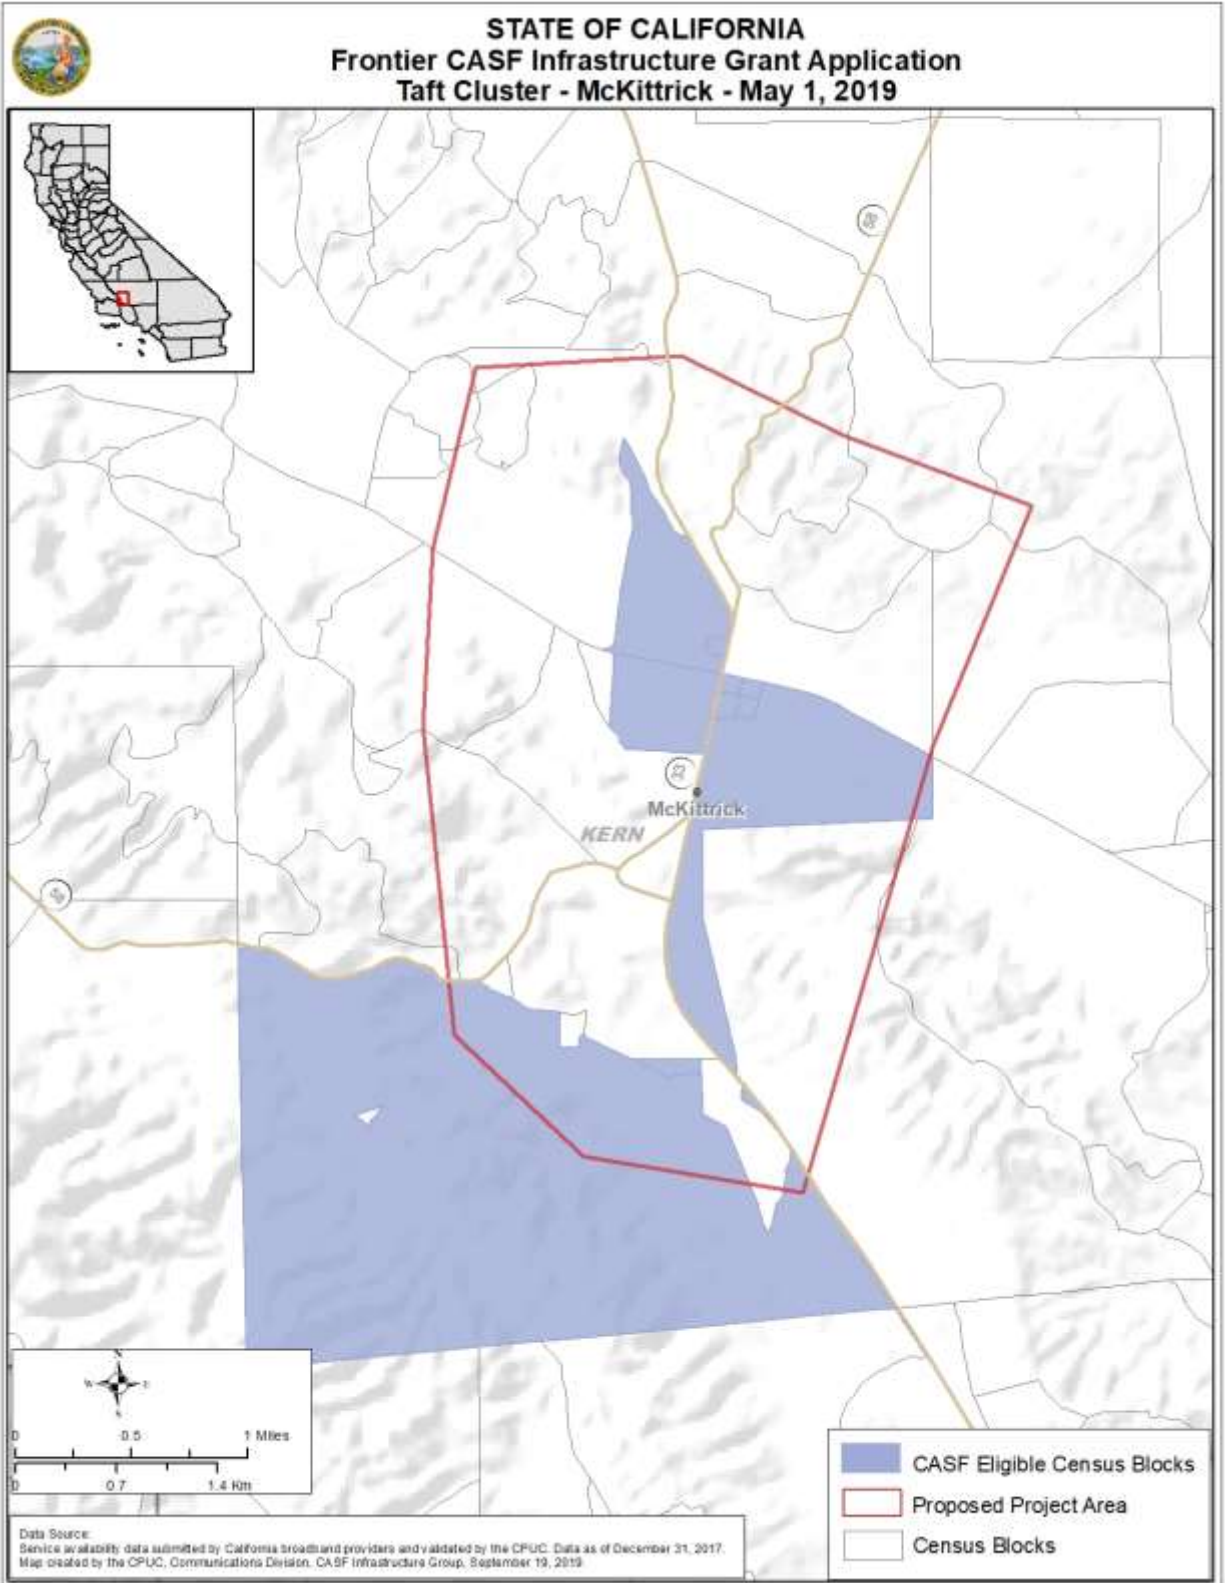 STATE OF CALIFORNIA
Frontier CASF Infrastructure Grant Application
Taft Cluster - McKittrick - May 1, 2019
McKittrick
KERN
N
W
E
S
0 0.5 1 Miles
0 0.7 1.4 Km
CASF Eligible Census Blocks
Proposed Project Area
Census Blocks
Data Source:
Service availability data submitted by California broadband providers and validated by the CPUC. Data as of December 31, 2017.
Map created by the CPUC, Communications Division, CASF Infrastructure Group, September 19, 2019